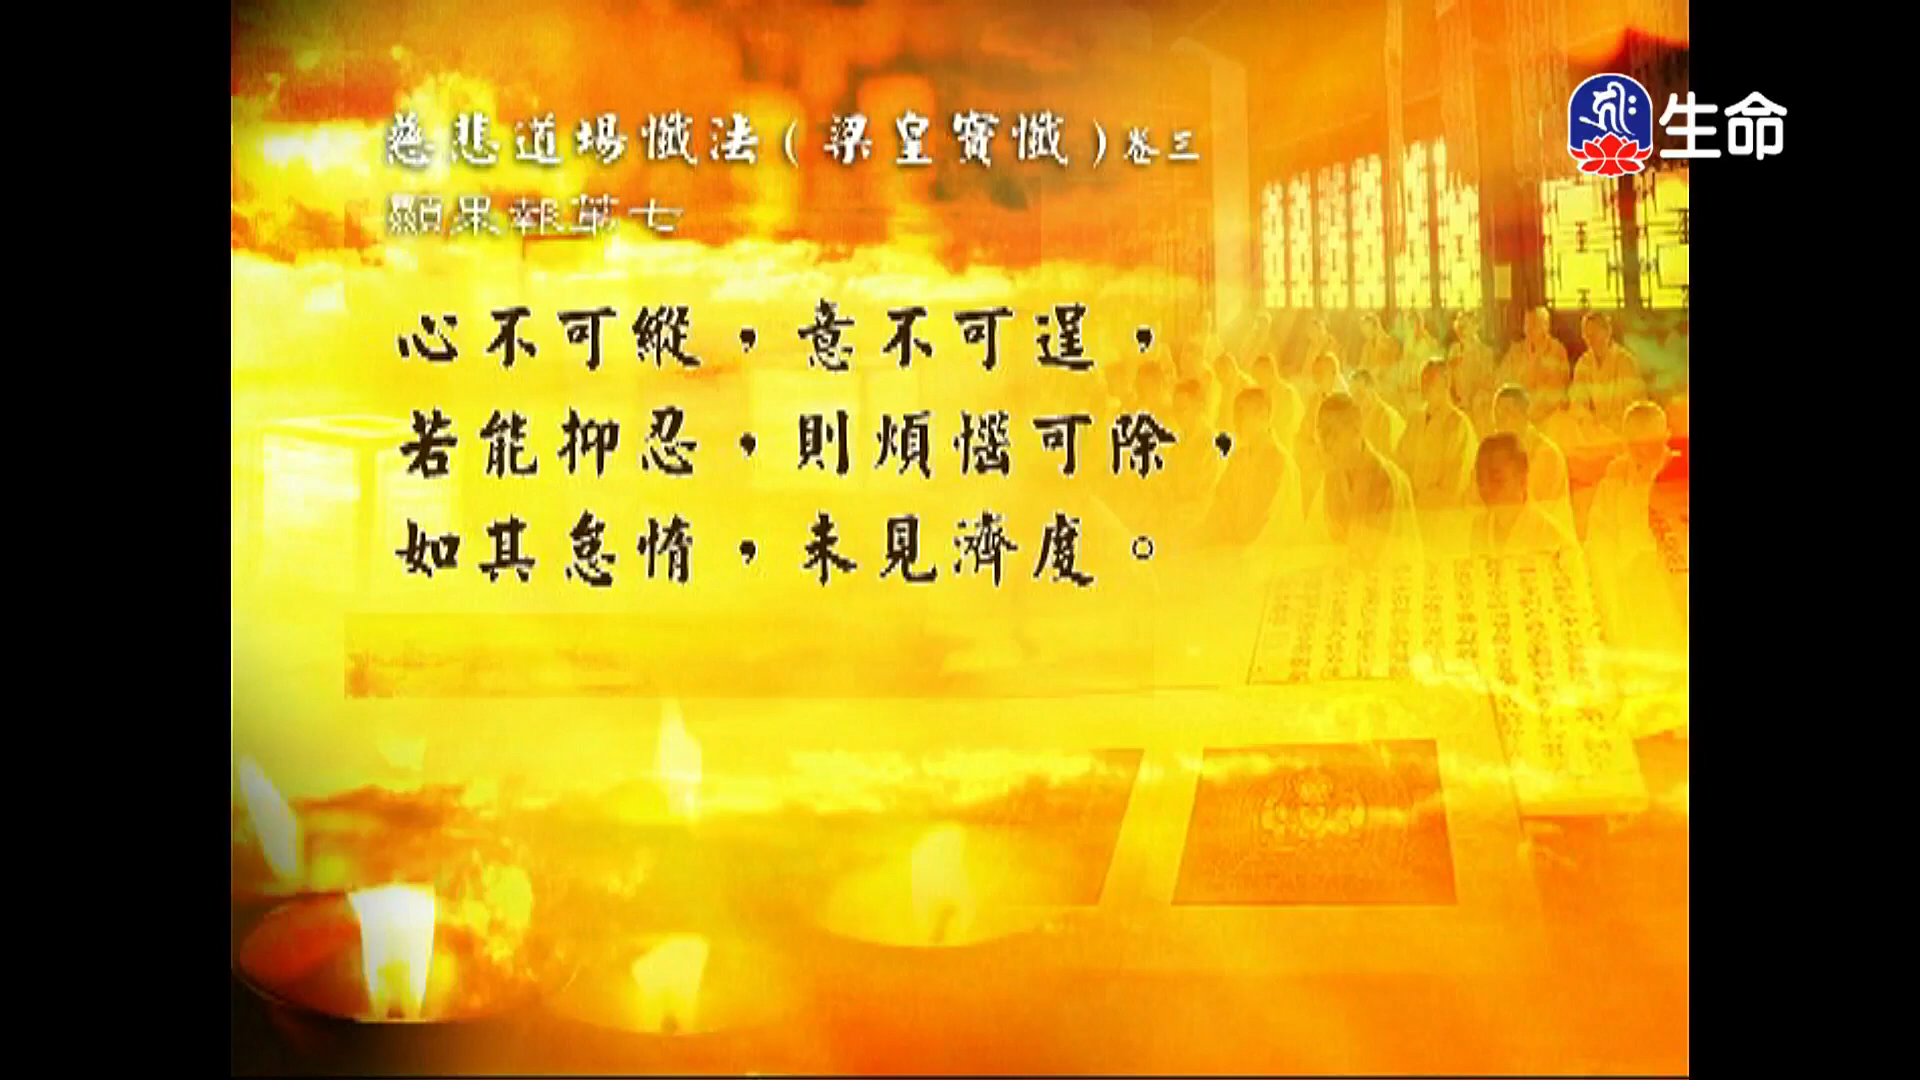 慈悲道場懺法(梁皇寶懺)卷三
顯果報第七
生命
心不可縱，意不可逞，
若能抑忍，則煩惱可除，
如其怠惰，未見濟度。